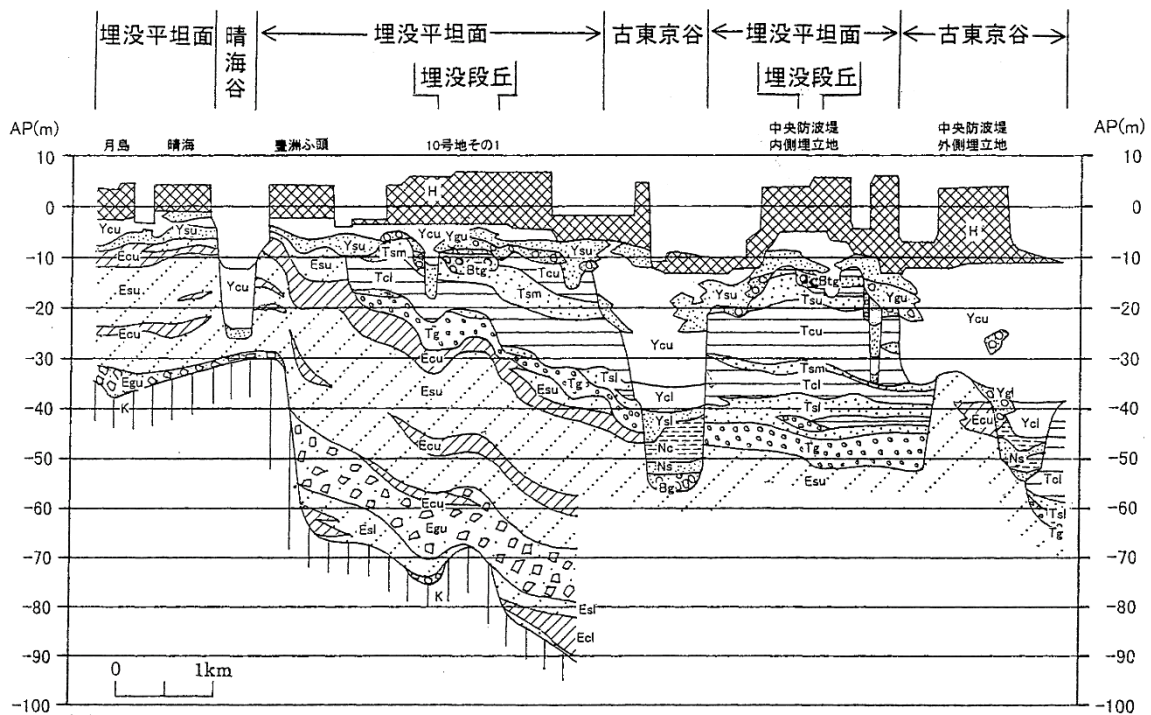 埋没平坦面
晴海谷
埋没平坦面
古東京谷
埋没平坦面
古東京谷
埋没段丘
埋没段丘
AP(m)
AP(m)
月島
晴海
豊洲ふ頭
10号地その1
中央防波堤
内側埋立地
中央防波堤
外側埋立地
10
10
0
0
-10
-10
-20
-20
-30
-30
-40
-40
-50
-50
-60
-60
-70
-70
-80
-80
-90
-90
-100
-100
H
H
Ycu
Ysu
Ecu
Esu
Ecu
Egu
K
Ycu
Ysu
Esu
Tcl
Tsm
Ycu
Ygu
Btg
Ysu
Tcu
Tsm
Tg
Ecu
Esu
Esu
Tg
Tsl
Ecu
Ecu
Egu
Esl
K
Esl
Ecl
Ycu
Ycl
Ysl
Nc
Ns
Bg
Ysu
Btg
Tsu
Ygu
Tcu
Tsm
Tcl
Tsl
Tg
Esu
Ycu
Ygl
Ecu
Ycl
Ns
Tcl
Tsl
Tg
0
1km